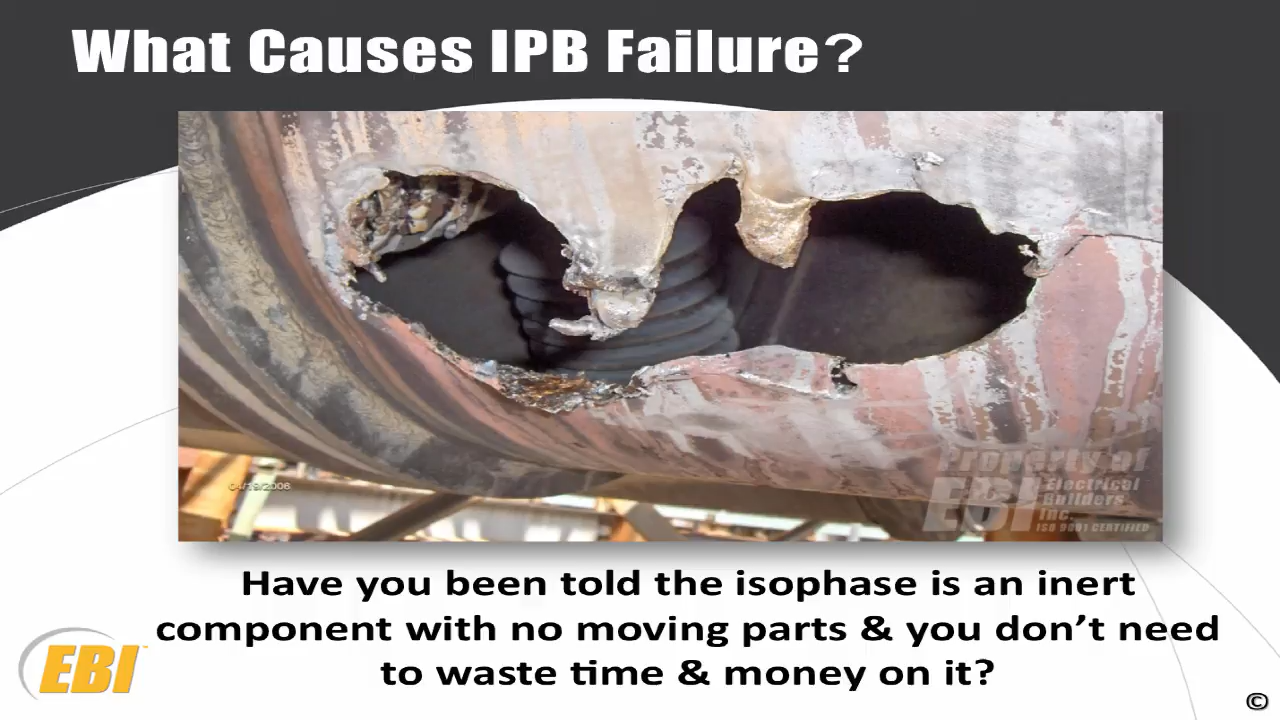 What Causes IPB Failure?
04/19/2006
Property of
EBI Electrical
Builders
Inc.
ISO 9001 CERTIFIED
Have you been told the isophase is an inert
component with no moving parts & you don't need
to waste time & money on it?
EBI
©